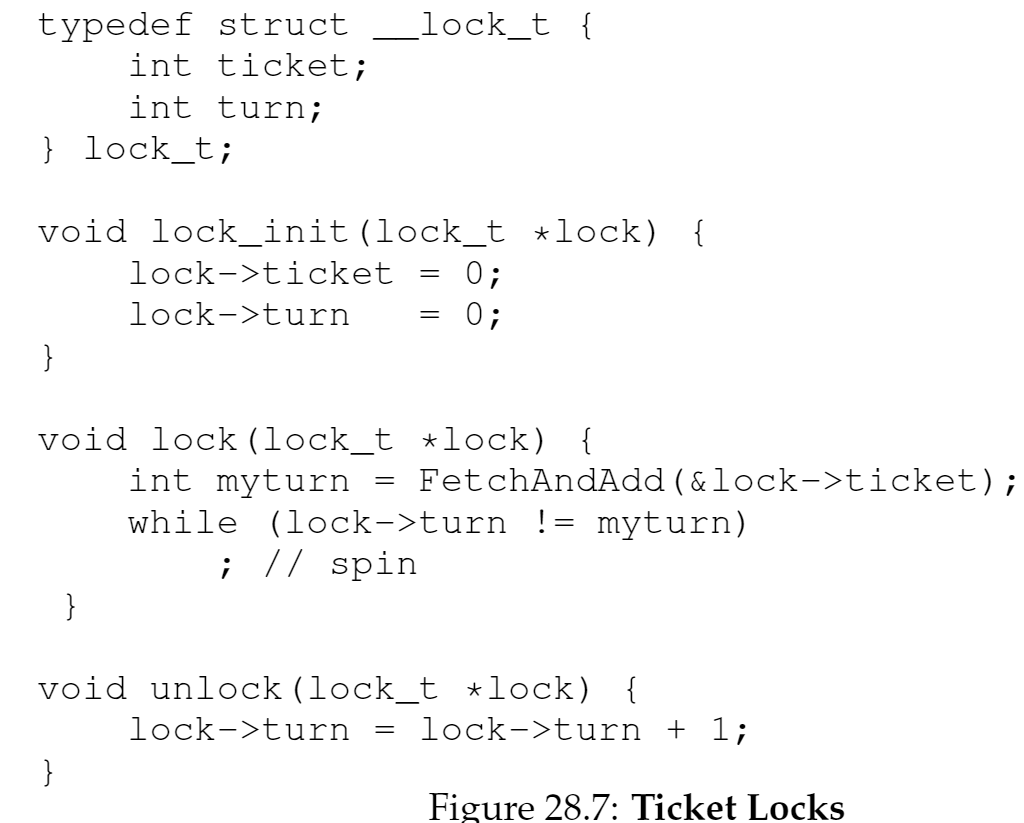 typedef struct __lock_t {
    int ticket;
    int turn;
} lock_t;

void lock_init(lock_t *lock) {
    lock->ticket = 0;
    lock->turn   = 0;
}

void lock(lock_t *lock) {
    int myturn = FetchAndAdd(&lock->ticket);
    while (lock->turn != myturn)
        ; // spin
 }

void unlock(lock_t *lock) {
    lock->turn = lock->turn + 1;
}
Figure 28.7: Ticket Locks